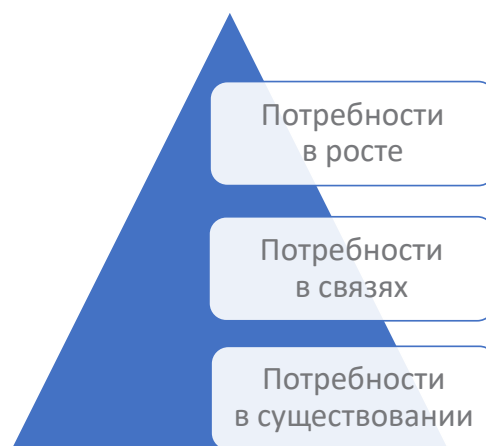 Потребности
в росте
Потребности
в связях
Потребности
в существовании